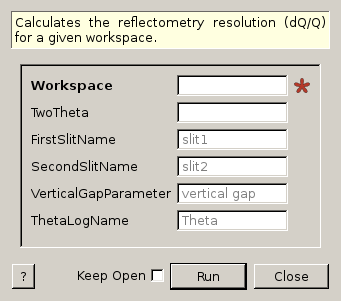 Calculates the reflectometry resolution (dQ/Q)
for a given workspace.
Workspace *
TwoTheta
FirstSlitName slit1
SecondSlitName slit2
VerticalGapParameter vertical gap
ThetaLogName Theta
? Keep Open Run Close